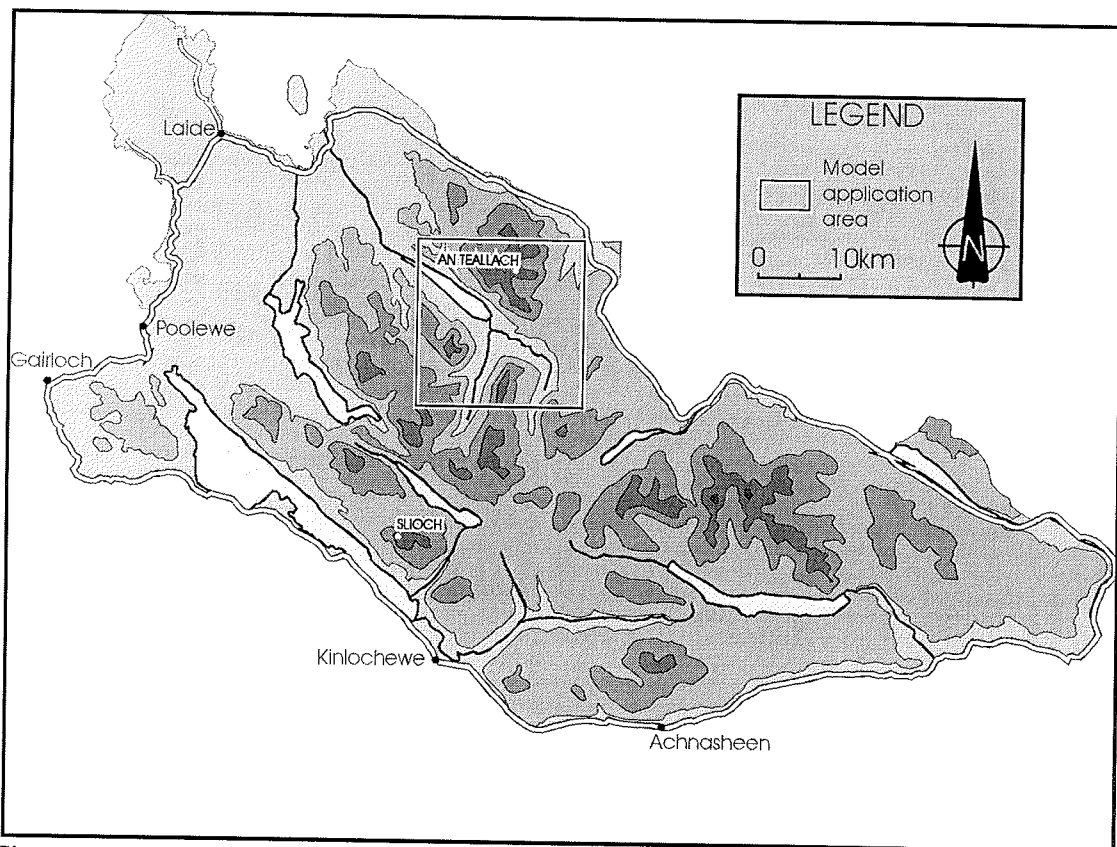 LEGEND
Model
application
area
0 10km
N
Laide
AN TEALLACH
Poolewe
Gairloch
SLIOCH
Kinlochewe
Achnasheen